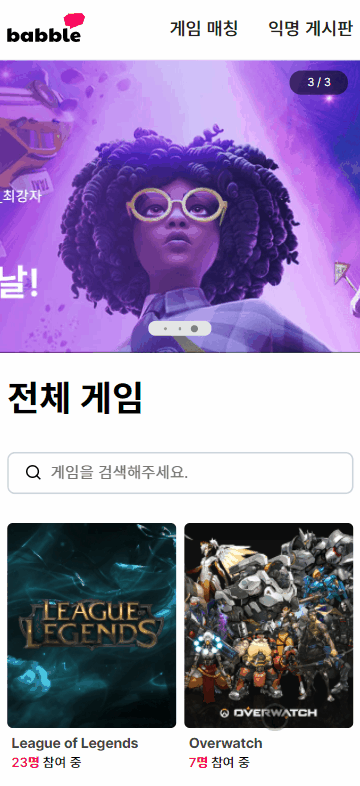 babble
게임 매칭
익명 게시판
3 / 3
최강자
날!
전체 게임
게임을 검색해주세요.
LEAGUE
OF
LEGENDS
OVERWATCH
League of Legends
Overwatch
23명 참여 중
7명 참여 중